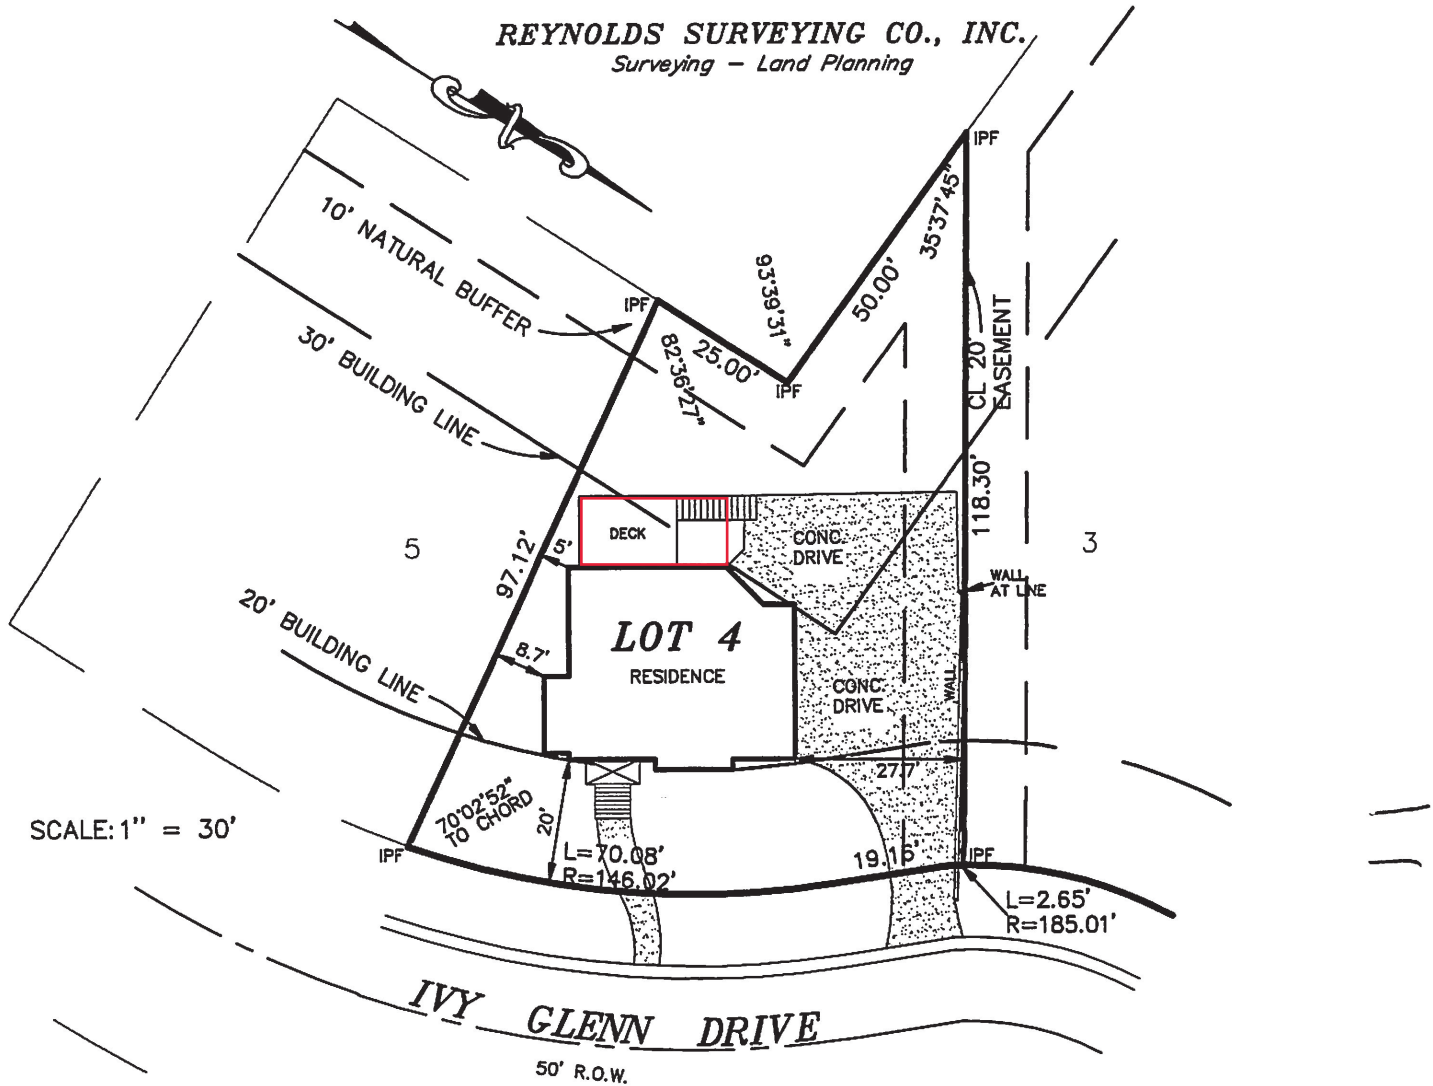 REYNOLDS SURVEYING CO., INC.
Surveying – Land Planning
IPF
35°37'45"
10' NATURAL BUFFER
93°39'31"
50.00'
IPF
25.00'
82°36'27"
IPF
CL 20'
EASEMENT
30' BUILDING LINE
118.30'
DECK
CONC.
DRIVE
5
5'
97.12'
3
WALL
AT LINE
20' BUILDING LINE
LOT 4
RESIDENCE
8.7'
CONC.
DRIVE
WALL
27.7'
70°02'52"
TO CHORD
20'
SCALE: 1" = 30'
IPF
L=70.08'
R=146.02'
19.16'
IPF
L=2.65'
R=185.01'
IVY GLENN DRIVE
50' R.O.W.